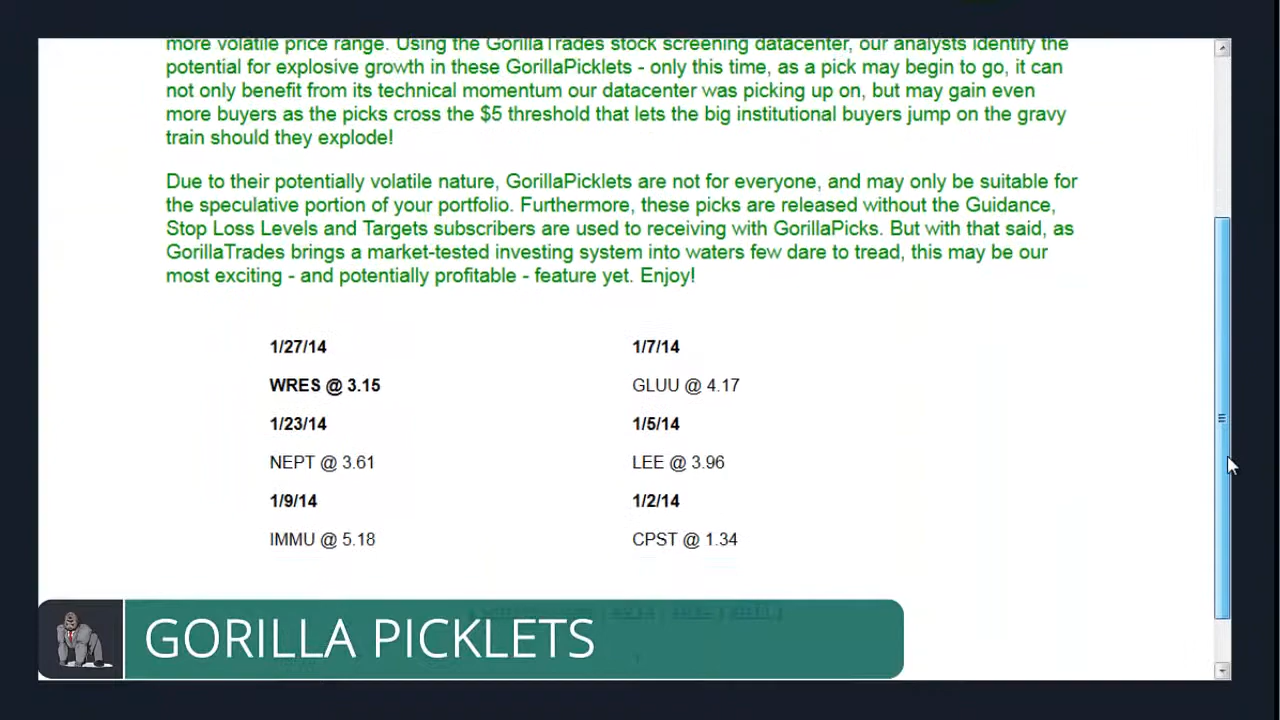 more volatile price range. Using the GorillaTrades stock screening datacenter, our analysts identify the
potential for explosive growth in these GorillaPicklets - only this time, as a pick may begin to go, it can
not only benefit from its technical momentum our datacenter was picking up on, but may gain even
more buyers as the picks cross the $5 threshold that lets the big institutional buyers jump on the gravy
train should they explode!
Due to their potentially volatile nature, GorillaPicklets are not for everyone, and may only be suitable for
the speculative portion of your portfolio. Furthermore, these picks are released without the Guidance,
Stop Loss Levels and Targets subscribers are used to receiving with GorillaPicks. But with that said, as
GorillaTrades brings a market-tested investing system into waters few dare to tread, this may be our
most exciting - and potentially profitable - feature yet. Enjoy!
1/27/14
WRES @ 3.15
1/23/14
NEPT @ 3.61
1/9/14
IMMU @ 5.18
1/7/14
GLUU @ 4.17
1/5/14
LEE @ 3.96
1/2/14
CPST @ 1.34
GORILLA PICKLETS